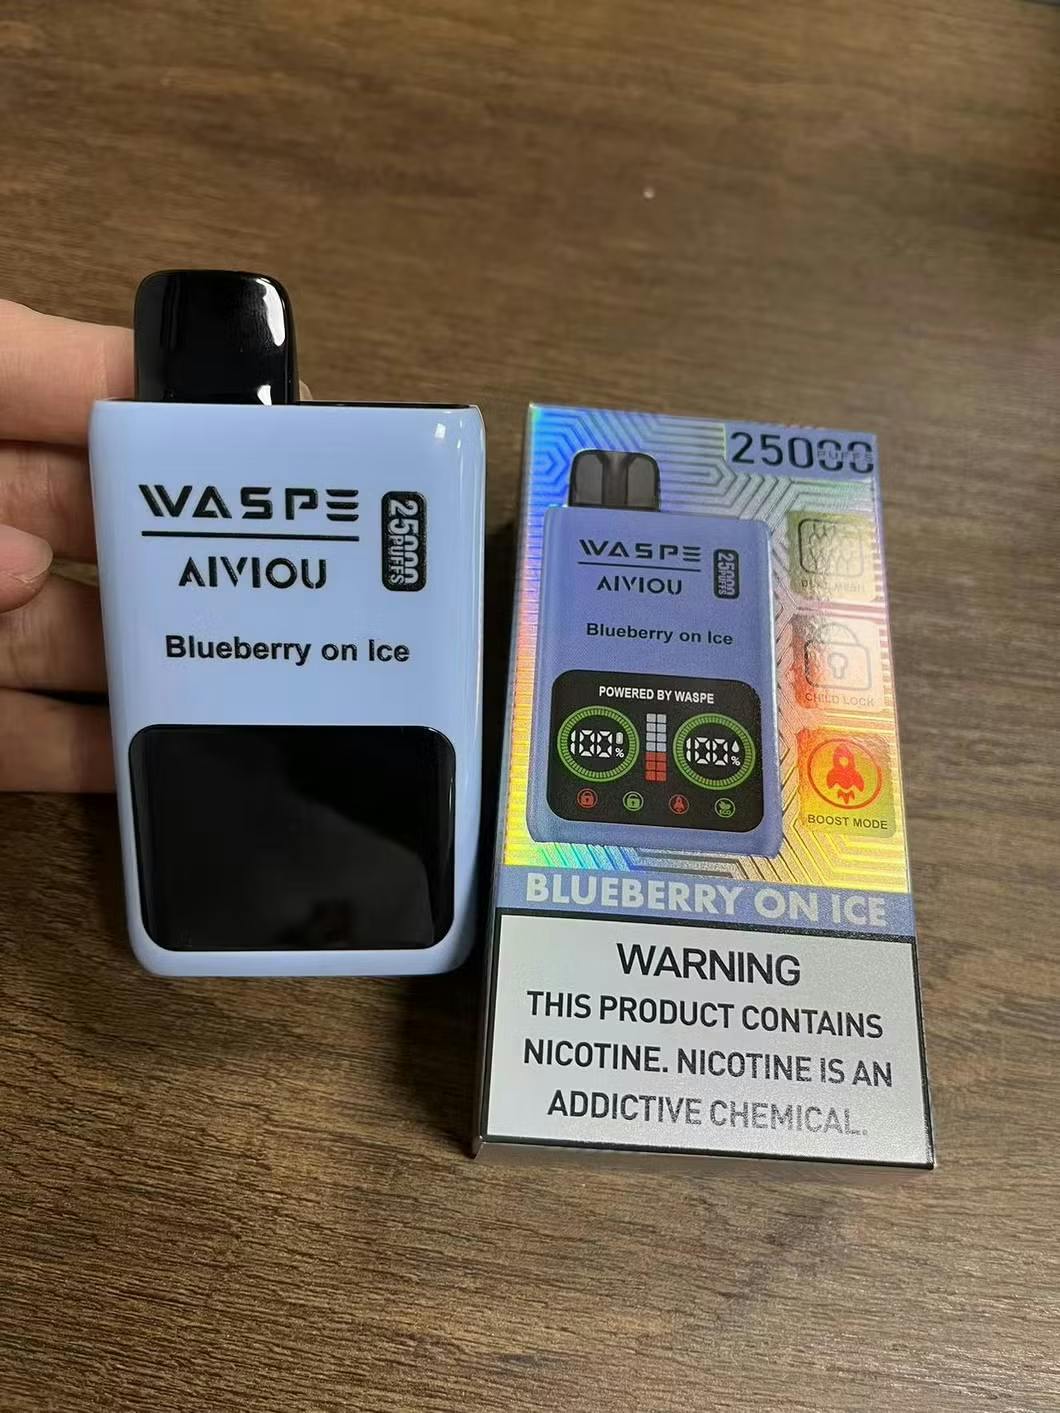 WASPE
AIVIOU
25000
PUFFS
Blueberry on Ice
25000
PUFFS
WASPE
AIVIOU
25000
PUFFS
Blueberry on Ice
POWERED BY WASPE
100%
100%
ECO
DUAL MESH
CHILD LOCK
BOOST MODE
BLUEBERRY ON ICE
WARNING
THIS PRODUCT CONTAINS
NICOTINE. NICOTINE IS AN
ADDICTIVE CHEMICAL.